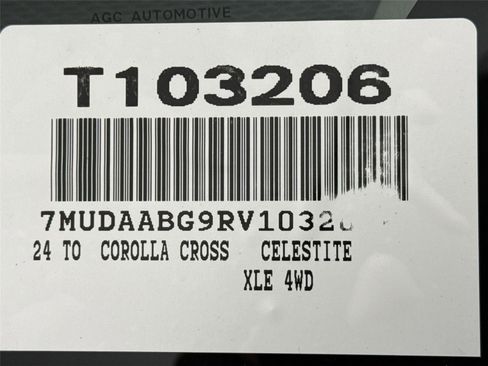 AGC AUTOMOTIVE
T103206
7MUDAABG9RV1032
24 TO COROLLA CROSS CELESTITE
XLE 4WD